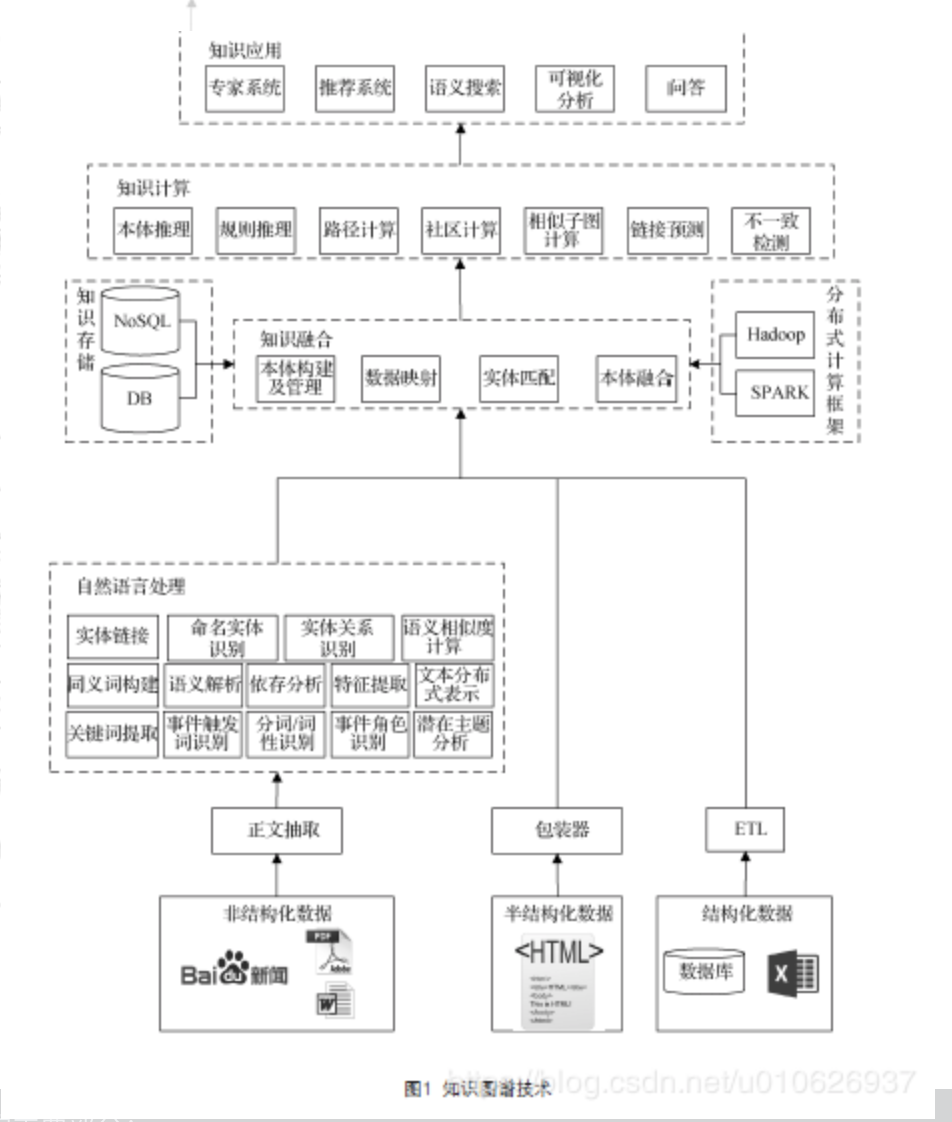 知识应用
专家系统
推荐系统
语义搜索
可视化
分析
问答
知识计算
本体推理
规则推理
路径计算
社区计算
相似子图
计算
链接预测
不一致
检测
知识存储
NoSQL
DB
知识融合
本体构建
及管理
数据映射
实体匹配
本体融合
分布式计算框架
Hadoop
SPARK
自然语言处理
实体链接
命名实体
识别
实体关系
识别
语义相似度
计算
同义词构建
语义解析
依存分析
特征提取
文本分布
式表示
关键词提取
事件触发
词识别
分词/词
性识别
事件角色
识别
潜在主题
分析
正文抽取
包装器
ETL
非结构化数据
Bai du 新闻
PDF
Adobe
W
半结构化数据
<HTML>
This is HTML!
结构化数据
数据库
X
图1 知识图谱技术
https://blog.csdn.net/u010626937